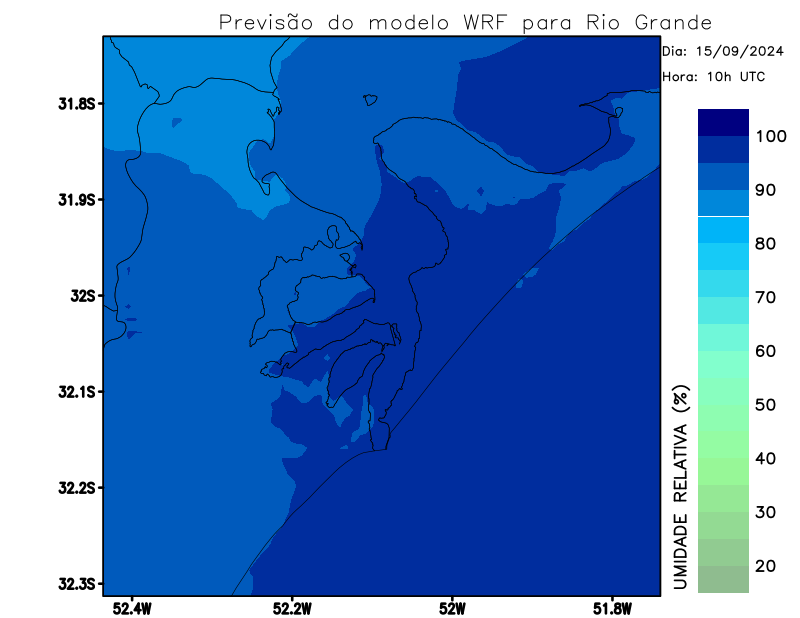 Previsão do modelo WRF para Rio Grande
Dia: 15/09/2024
Hora: 10h UTC
31.8S
31.9S
32S
32.1S
32.2S
32.3S
52.4W
52.2W
52W
51.8W
100
90
80
70
60
50
40
30
20
UMIDADE RELATIVA (%)